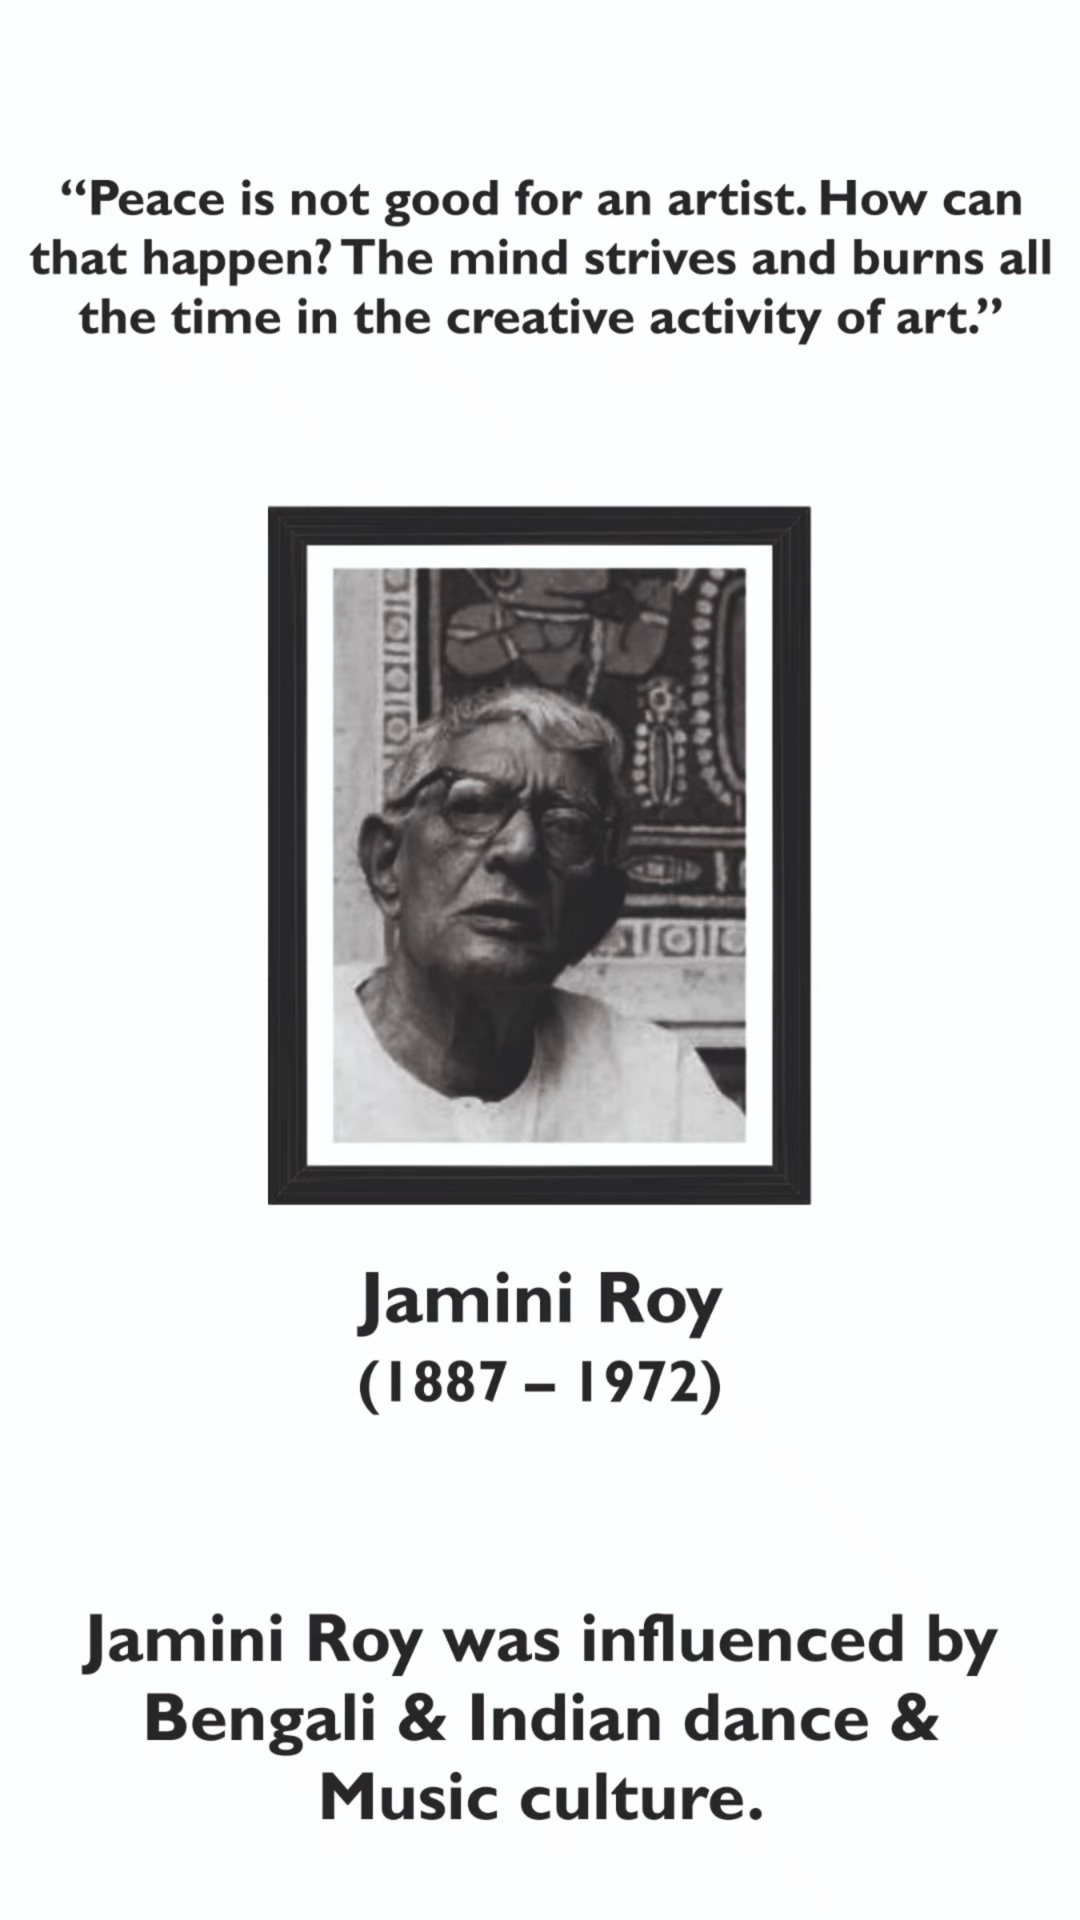 “Peace is not good for an artist. How can
that happen? The mind strives and burns all
the time in the creative activity of art.”
Jamini Roy
(1887 – 1972)
Jamini Roy was influenced by
Bengali & Indian dance &
Music culture.